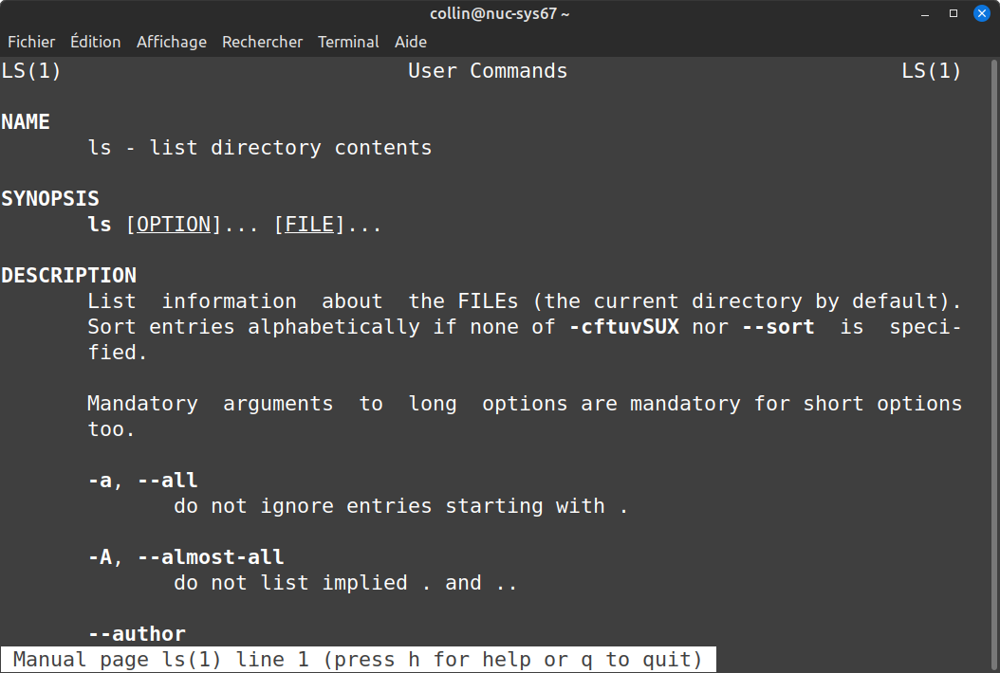 collin@nuc-sys67 ~
Fichier Édition Affichage Rechercher Terminal Aide
LS(1) User Commands LS(1)
NAME
ls - list directory contents
SYNOPSIS
ls [OPTION]... [FILE]...
DESCRIPTION
List information about the FILEs (the current directory by default).
Sort entries alphabetically if none of -cftuvSUX nor --sort is speci-
fied.
Mandatory arguments to long options are mandatory for short options
too.
-a, --all
do not ignore entries starting with .
-A, --almost-all
do not list implied . and ..
--author
Manual page ls(1) line 1 (press h for help or q to quit)